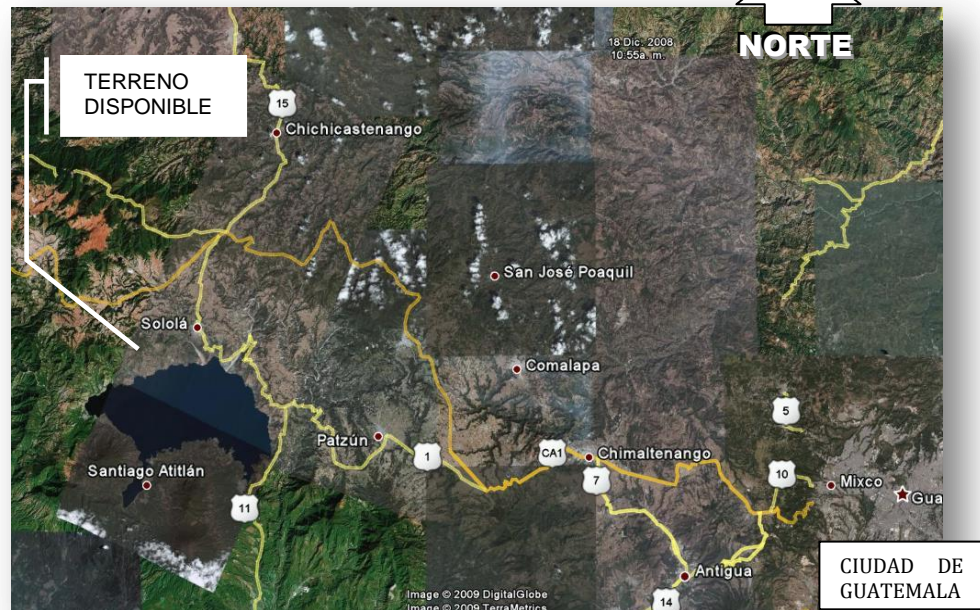 NORTE
18 Dic. 2008
10:55a. m.
TERRENO
DISPONIBLE
15
Chichicastenango
San José Poaquil
Sololá
Comalapa
5
Patzún
1
CA1
Chimaltenango
7
10
Mixco
Santiago Atitlán
Gua
11
Antigua
14
CIUDAD DE
GUATEMALA
Image © 2009 DigitalGlobe
Image © 2009 TerraMetrics